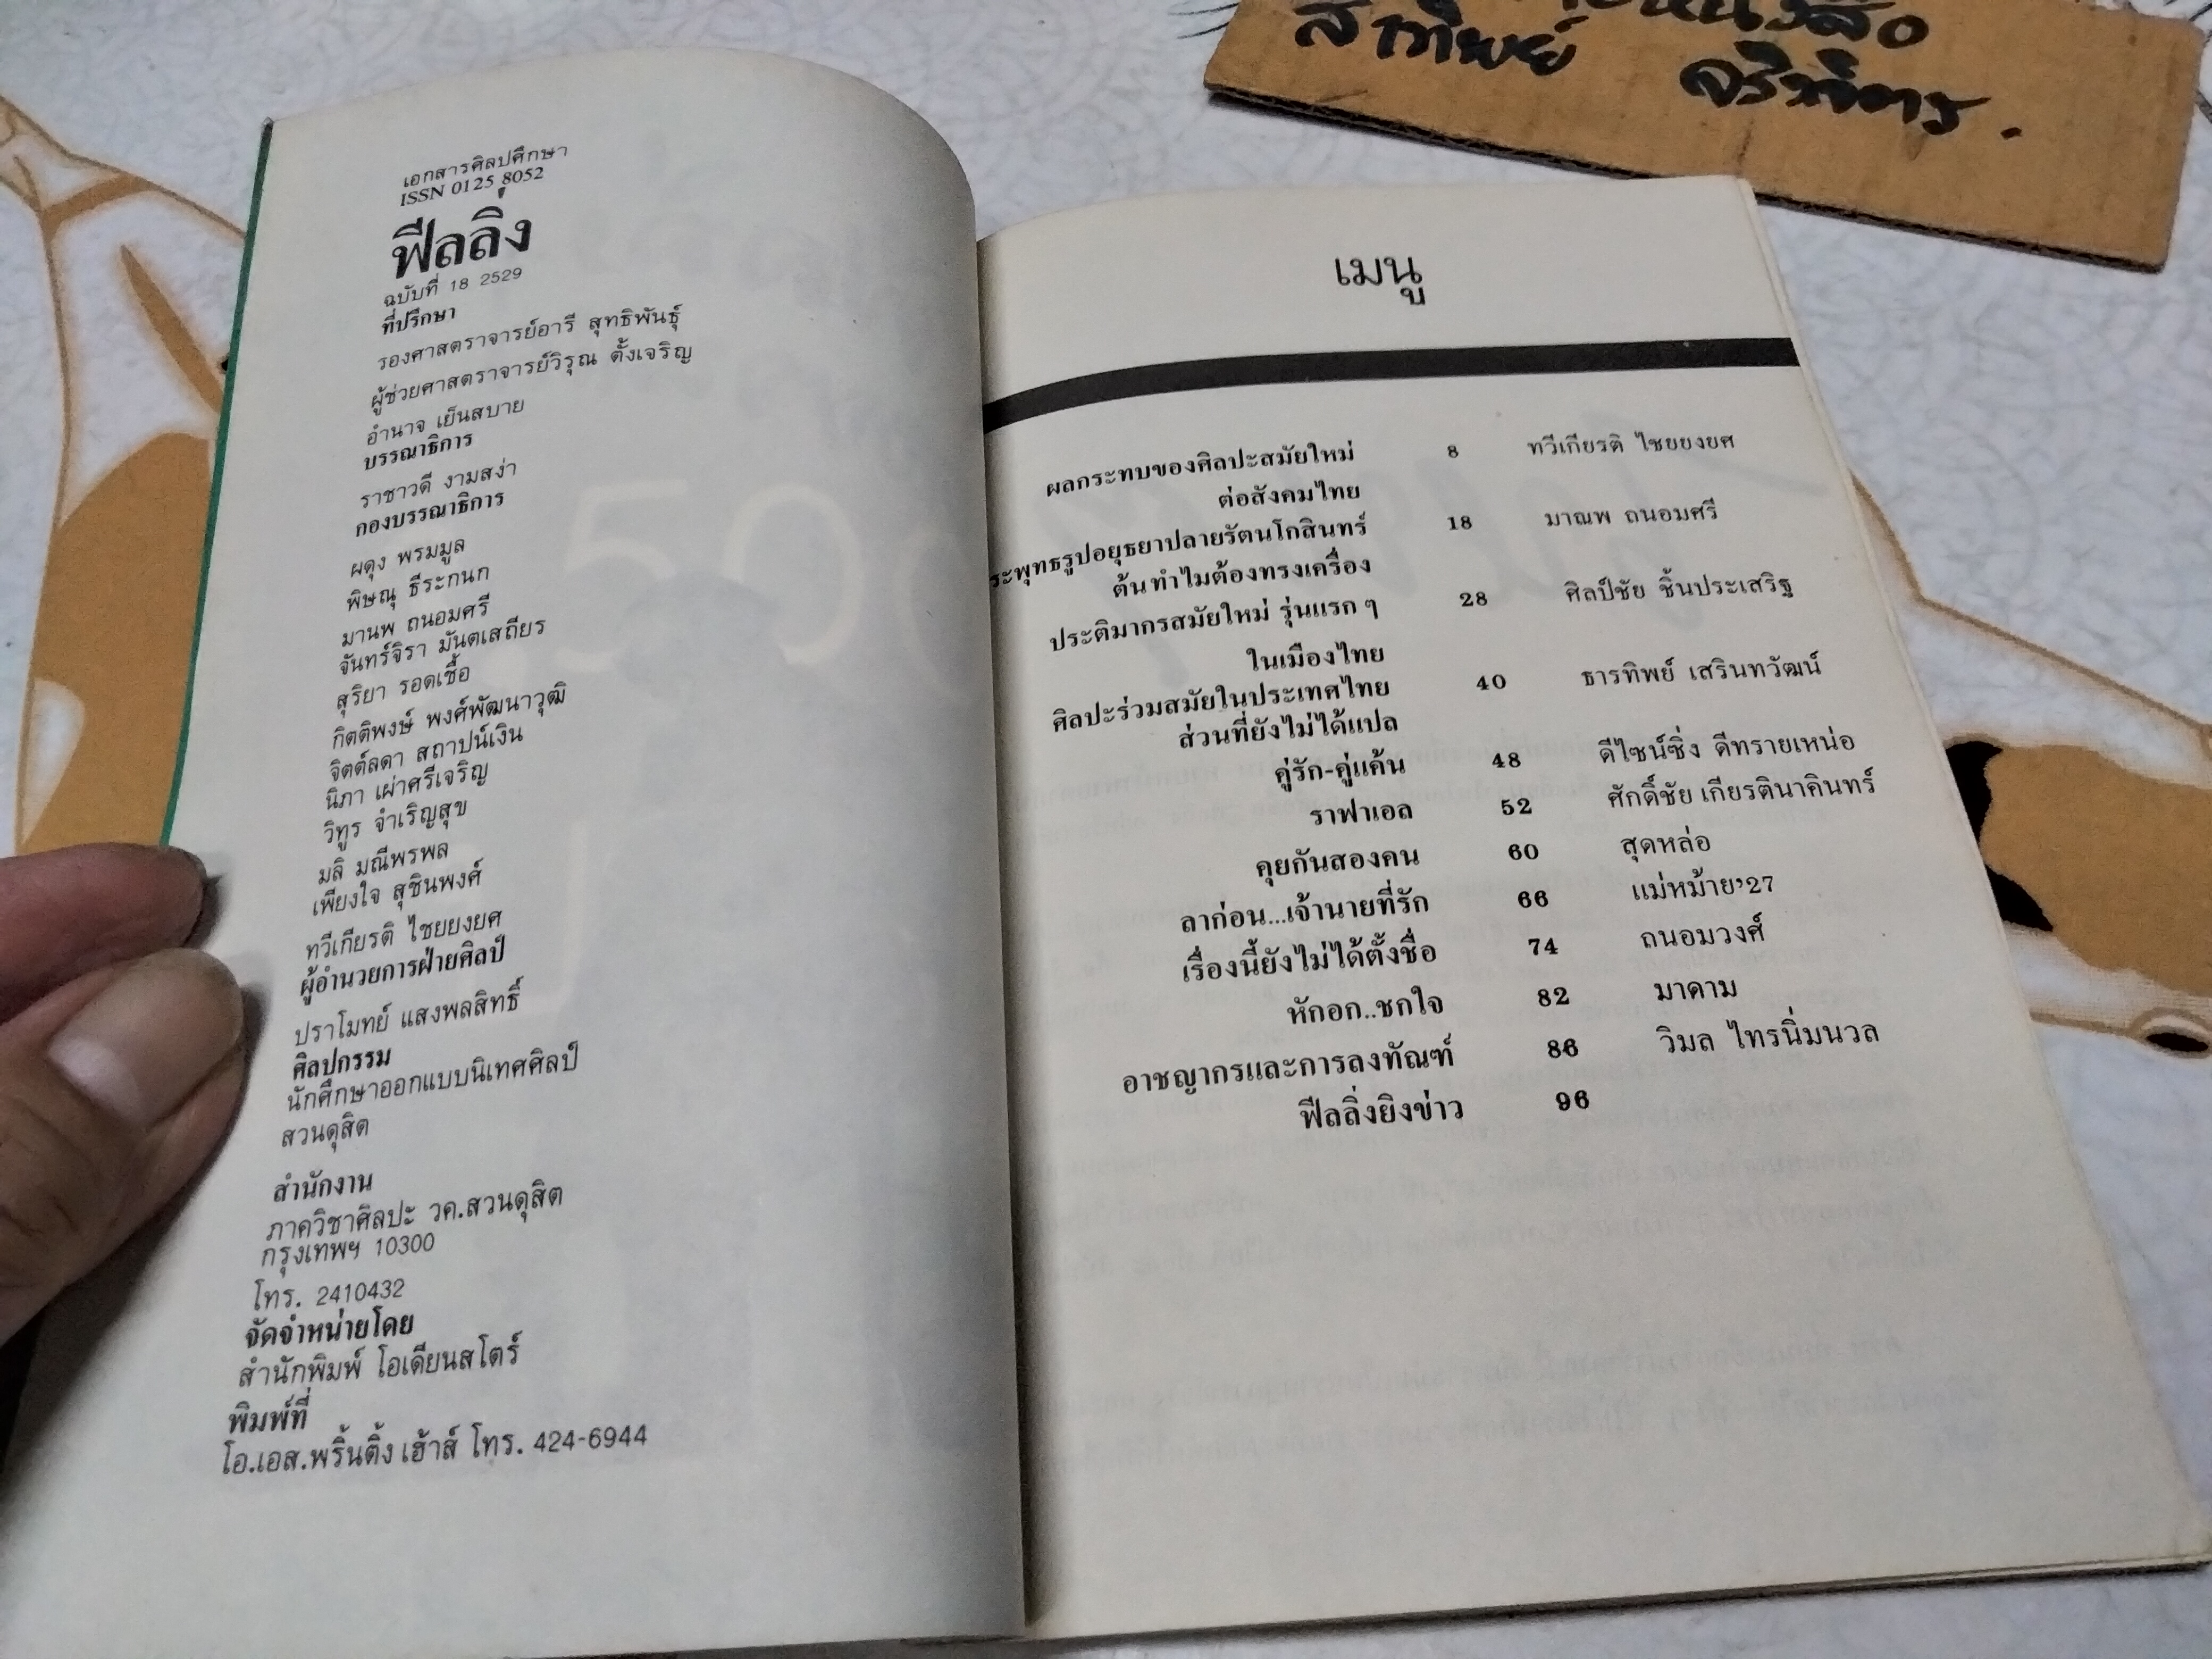 สาทิพย์ จริงจิตร.
เอกสารศิลปศึกษา
ISSN 0125 8052
ฟีลลิ่ง
ฉบับที่ 18 2529
ที่ปรึกษา
รองศาสตราจารย์อารี สุทธิพันธุ์
ผู้ช่วยศาสตราจารย์วิรุณ ตั้งเจริญ
อำนาจ เย็นสบาย
บรรณาธิการ
ราชาวดี งามสง่า
กองบรรณาธิการ
ผดุง พรมมูล
พิษณุ ธีระกนก
มานพ ถนอมศรี
จันทร์จิรา มันตเสถียร
สุริยา รอดเชื้อ
กิตติพงษ์ พงศ์พัฒนาวุฒิ
จิตต์ลดา สถาปน์เงิน
นิภา เผ่าศรีเจริญ
วิทูร จำเริญสุข
มลิ มณีพรพล
เพียงใจ สุชินพงศ์
ทวีเกียรติ ไชยยงยศ
ผู้อำนวยการฝ่ายศิลป์
ปราโมทย์ แสงพลสิทธิ์
ศิลปกรรม
นักศึกษาออกแบบนิเทศศิลป์
สวนดุสิต
สำนักงาน
ภาควิชาศิลปะ วค.สวนดุสิต
กรุงเทพฯ 10300
โทร. 2410432
จัดจำหน่ายโดย
สำนักพิมพ์ โอเดียนสโตร์
พิมพ์ที่
โอ.เอส.พริ้นติ้ง เฮ้าส์ โทร. 424-6944
เมนู
ผลกระทบของศิลปะสมัยใหม่ 8 ทวีเกียรติ ไชยยงยศ
ต่อสังคมไทย
ระพุทธรูปอยุธยาปลายรัตนโกสินทร์ 18 มาณพ ถนอมศรี
ต้น ทำไมต้องทรงเครื่อง
ประติมากรสมัยใหม่ รุ่นแรก ๆ 28 ศิลป์ชัย ชิ้นประเสริฐ
ในเมืองไทย
ศิลปะร่วมสมัยในประเทศไทย 40 ธารทิพย์ เสรินทวัฒน์
ส่วนที่ยังไม่ได้แปล
คู่รัก-คู่แค้น 48 ดีไซน์ซิ่ง ดีทรายเหน่อ
ราฟาเอล 52 ศักดิ์ชัย เกียรตินาคินทร์
คุยกันสองคน 60 สุดหล่อ
ลาก่อน...เจ้านายที่รัก 66 แม่หม้าย'27
เรื่องนี้ยังไม่ได้ตั้งชื่อ 74 ถนอมวงศ์
หักอก..ชกใจ 82 มาดาม
อาชญากรและการลงทัณฑ์ 86 วิมล ไทรนิ่มนวล
ฟีลลิ่งยิงข่าว 96